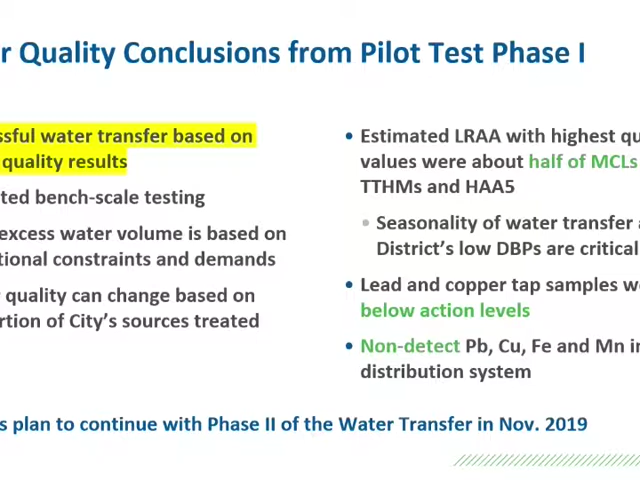 r Quality Conclusions from Pilot Test Phase I
ssful water transfer based on
quality results
ted bench-scale testing
excess water volume is based on
tional constraints and demands
quality can change based on
rtion of City's sources treated
• Estimated LRAA with highest qu
values were about half of MCLs
TTHMs and HAA5
• Seasonality of water transfer
District's low DBPs are critical
• Lead and copper tap samples we
below action levels
• Non-detect Pb, Cu, Fe and Mn in
distribution system
s plan to continue with Phase II of the Water Transfer in Nov. 2019